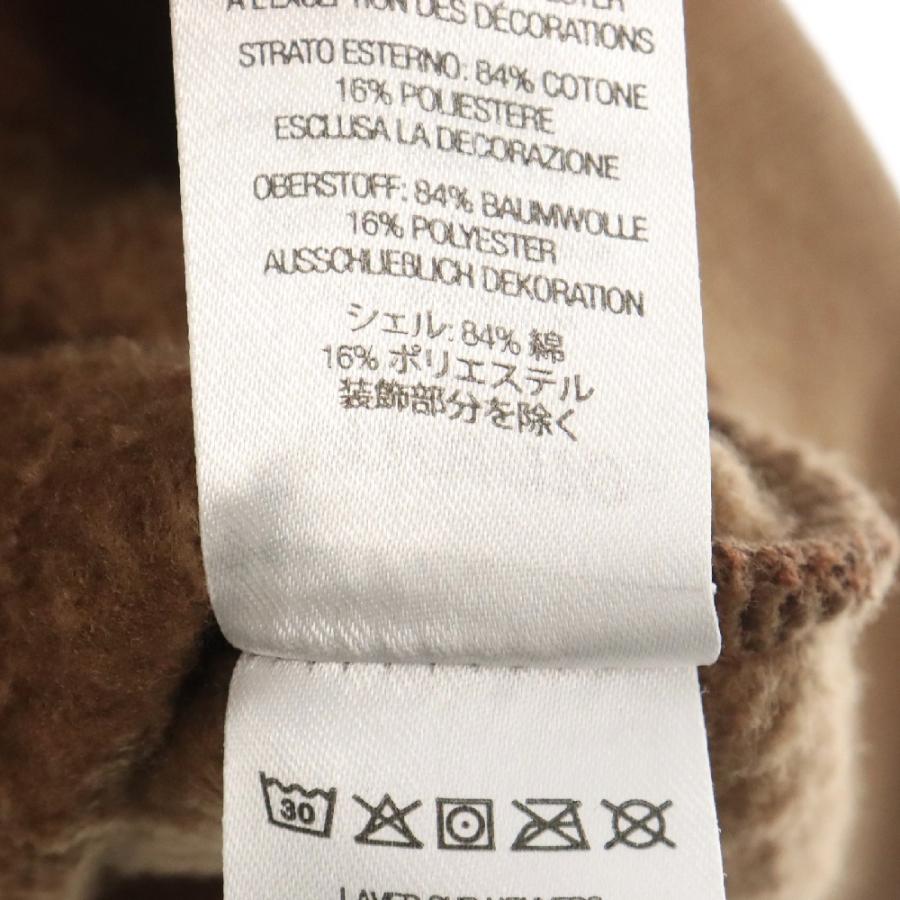 À L'EXCEPTION DES DÉCORATIONS
STRATO ESTERNO: 84% COTONE
16% POLIESTERE
ESCLUSA LA DECORAZIONE
OBERSTOFF: 84% BAUMWOLLE
16% POLYESTER
AUSSCHLIEBLICH DEKORATION
シェル: 84% 綿
16% ポリエステル
装飾部分を除く
30